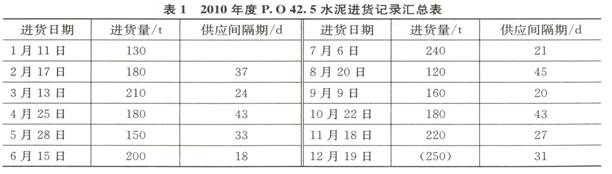 表 1 2010 年度 P.O 42.5 水泥进货记录汇总表
进货日期 进货量/t 供应间隔期/d 进货日期 进货量/t 供应间隔期/d
1 月 11 日 130 7 月 6 日 240 21
2 月 17 日 180 37 8 月 20 日 120 45
3 月 13 日 210 24 9 月 9 日 160 20
4 月 25 日 180 43 10 月 22 日 180 43
5 月 28 日 150 33 11 月 18 日 220 27
6 月 15 日 200 18 12 月 19 日 (250) 31